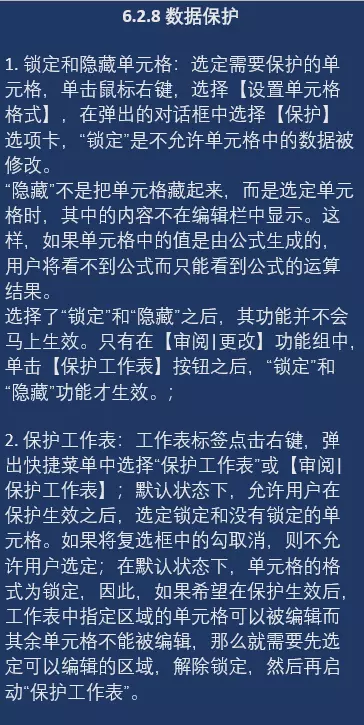 6.2.8 数据保护
1. 锁定和隐藏单元格：选定需要保护的单
元格，单击鼠标右键，选择【设置单元格
格式】，在弹出的对话框中选择【保护】
选项卡，“锁定”是不允许单元格中的数据被
修改。
“隐藏”不是把单元格藏起来，而是选定单元
格时，其中的内容不在编辑栏中显示。这
样，如果单元格中的值是由公式生成的，
用户将看不到公式而只能看到公式的运算
结果。
选择了“锁定”和“隐藏”之后，其功能并不会
马上生效。只有在【审阅|更改】功能组中，
单击【保护工作表】按钮之后，“锁定”和
“隐藏”功能才生效。;
2. 保护工作表：工作表标签点击右键，弹
出快捷菜单中选择“保护工作表”或【审阅|
保护工作表】；默认状态下，允许用户在
保护生效之后，选定锁定和没有锁定的单
元格。如果将复选框中的勾取消，则不允
许用户选定；在默认状态下，单元格的格
式为锁定，因此，如果希望在保护生效后，
工作表中指定区域的单元格可以被编辑而
其余单元格不能被编辑，那么就需要先选
定可以编辑的区域，解除锁定，然后再启
动“保护工作表”。